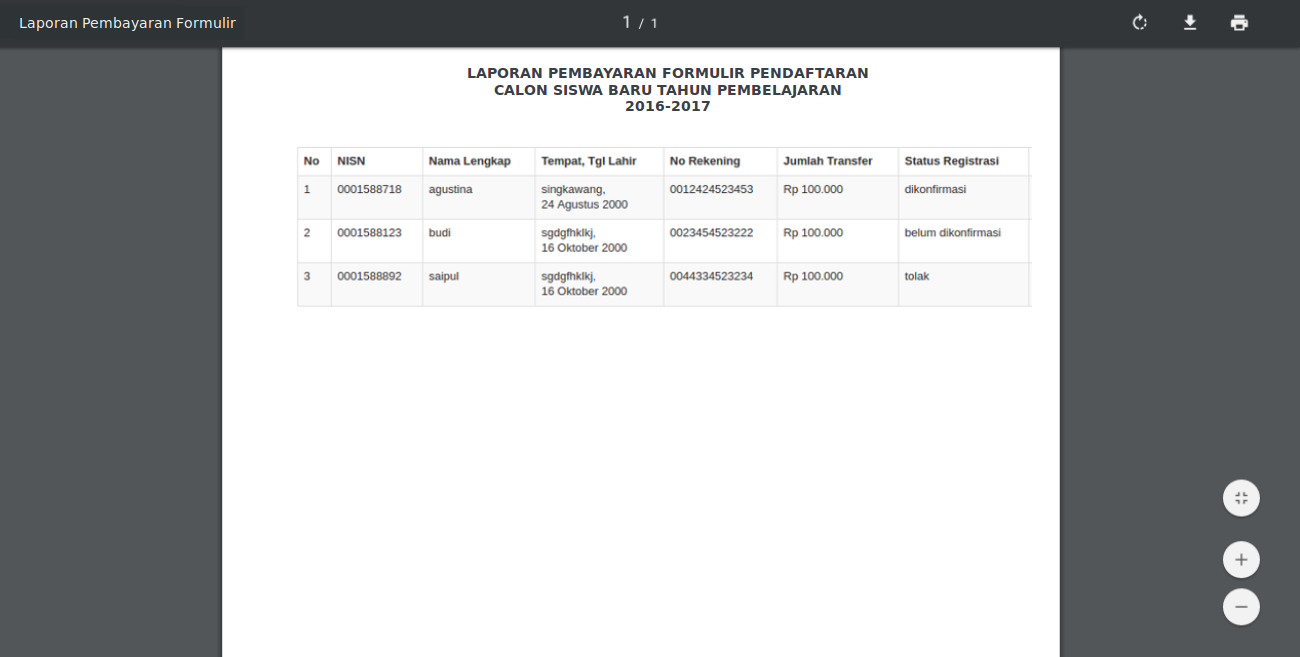 Laporan Pembayaran Formulir
1 / 1
LAPORAN PEMBAYARAN FORMULIR PENDAFTARAN
CALON SISWA BARU TAHUN PEMBELAJARAN
2016-2017
No NISN Nama Lengkap Tempat, Tgl Lahir No Rekening Jumlah Transfer Status Registrasi
1 0001588718 agustina singkawang, 0012424523453 Rp 100.000 dikonfirmasi
24 Agustus 2000
2 0001588123 budi sgdgfhklkj, 0023454523222 Rp 100.000 belum dikonfirmasi
16 Oktober 2000
3 0001588892 saipul sgdgfhklkj, 0044334523234 Rp 100.000 tolak
16 Oktober 2000